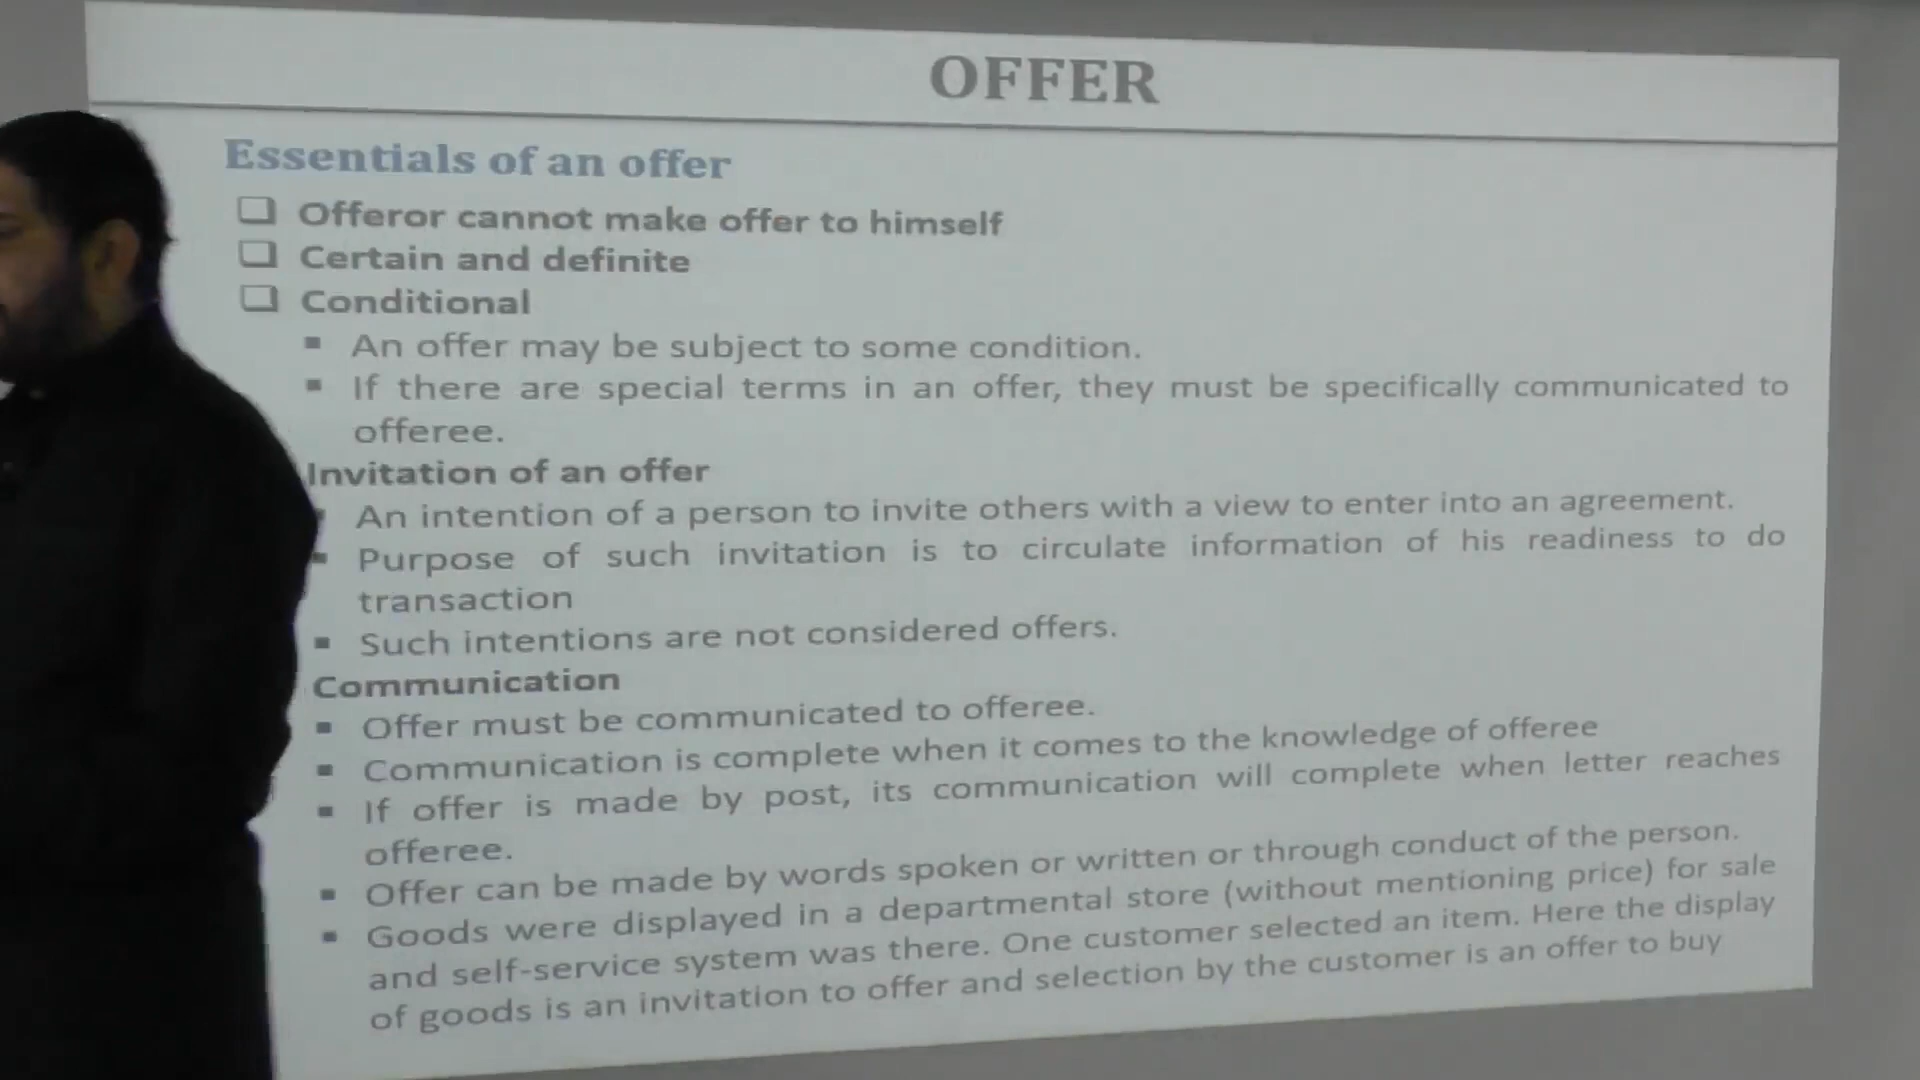 OFFER
Essentials of an offer
Offeror cannot make offer to himself
Certain and definite
Conditional
An offer may be subject to some condition.
If there are special terms in an offer, they must be specifically communicated to
offeree.
Invitation of an offer
An intention of a person to invite others with a view to enter into an agreement.
Purpose of such invitation is to circulate information of his readiness to do
transaction
Such intentions are not considered offers.
Communication
Offer must be communicated to offeree.
Communication is complete when it comes to the knowledge of offeree
If offer is made by post, its communication will complete when letter reaches
offeree.
Offer can be made by words spoken or written or through conduct of the person.
Goods were displayed in a departmental store (without mentioning price) for sale
and self-service system was there. One customer selected an item. Here the display
of goods is an invitation to offer and selection by the customer is an offer to buy